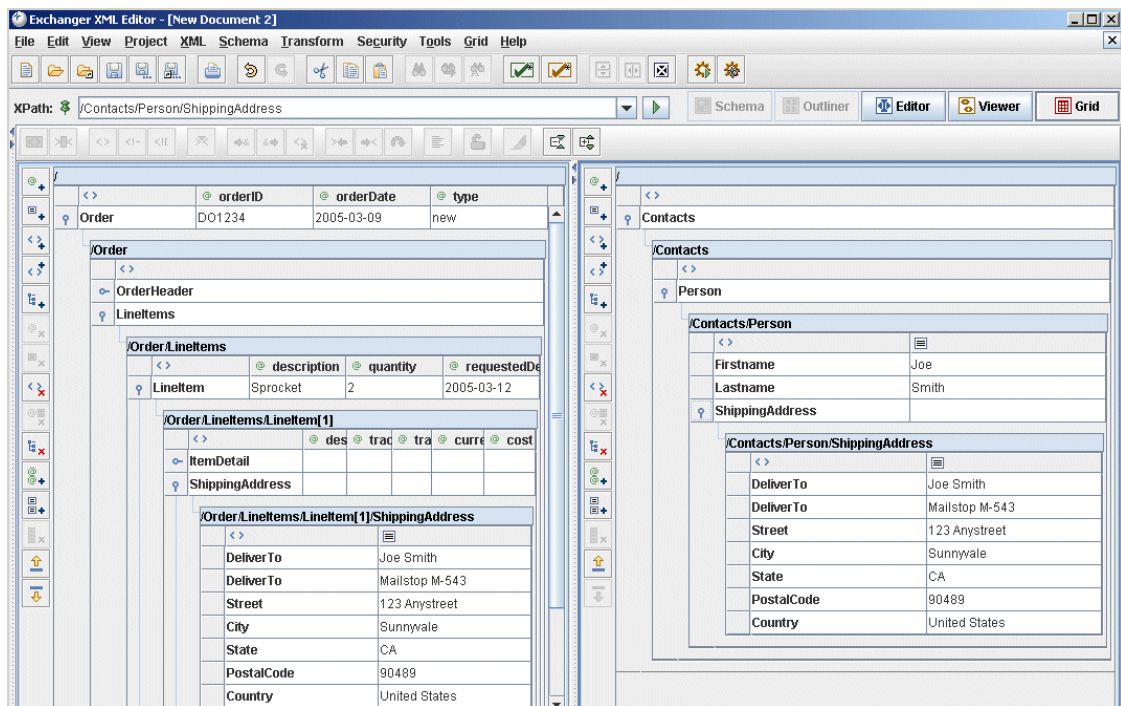 Exchanger XML Editor - [New Document 2]
File Edit View Project XML Schema Transform Security Tools Grid Help
XPath: /Contacts/Person/ShippingAddress
Schema Outliner Editor Viewer Grid
/
<> @ orderID @ orderDate @ type
Order DO1234 2005-03-09 new
/Order
<>
OrderHeader
LineItems
/Order/LineItems
<> @ description @ quantity @ requestedDe
LineItem Sprocket 2 2005-03-12
/Order/LineItems/LineItem[1]
<> @ des @ trac @ tra @ curre @ cost
ItemDetail
ShippingAddress
/Order/LineItems/LineItem[1]/ShippingAddress
<>
DeliverTo Joe Smith
DeliverTo Mailstop M-543
Street 123 Anystreet
City Sunnyvale
State CA
PostalCode 90489
Country United States
/
<>
Contacts
/Contacts
<>
Person
/Contacts/Person
<>
Firstname Joe
Lastname Smith
ShippingAddress
/Contacts/Person/ShippingAddress
<>
DeliverTo Joe Smith
DeliverTo Mailstop M-543
Street 123 Anystreet
City Sunnyvale
State CA
PostalCode 90489
Country United States